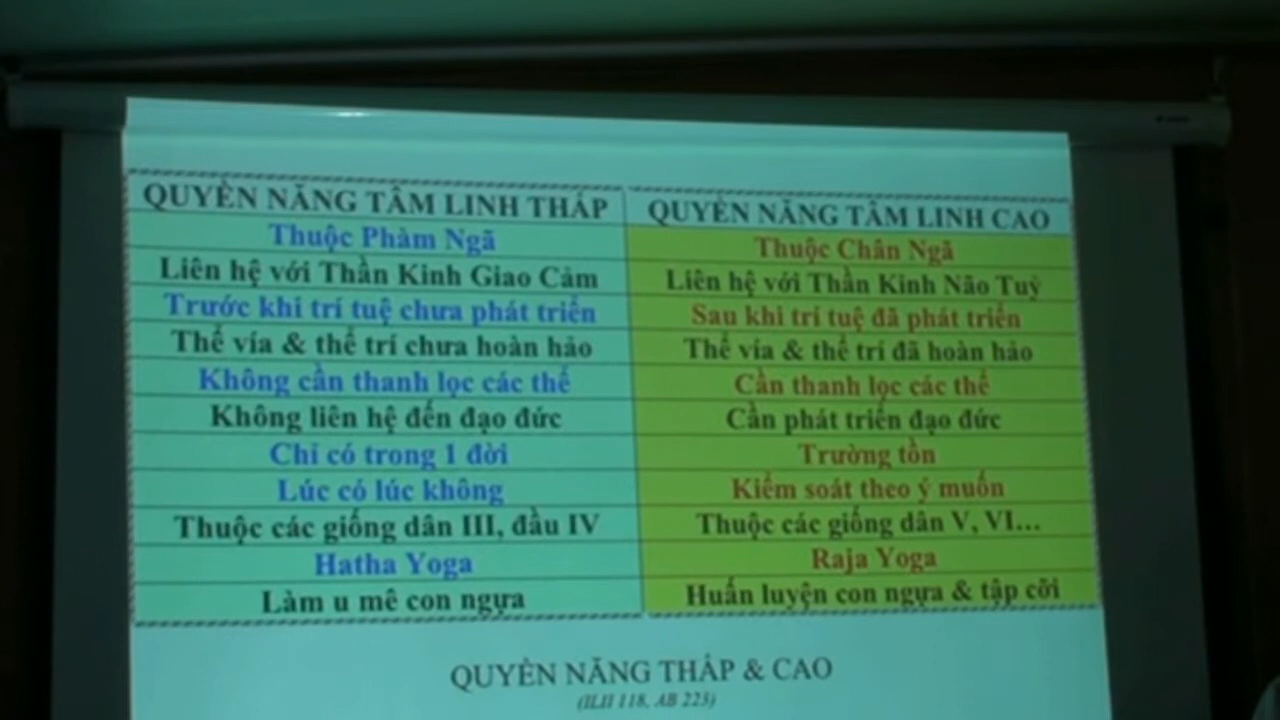 QUYỀN NĂNG TÂM LINH THẤP QUYỀN NĂNG TÂM LINH CAO
Thuộc Phàm Ngã Thuộc Chân Ngã
Liên hệ với Thần Kinh Giao Cảm Liên hệ với Thần Kinh Não Tuỷ
Trước khi trí tuệ chưa phát triển Sau khi trí tuệ đã phát triển
Thể vía & thể trí chưa hoàn hảo Thể vía & thể trí đã hoàn hảo
Không cần thanh lọc các thể Cần thanh lọc các thể
Không liên hệ đến đạo đức Cần phát triển đạo đức
Chỉ có trong 1 đời Trường tồn
Lúc có lúc không Kiểm soát theo ý muốn
Thuộc các giống dân III, đầu IV Thuộc các giống dân V, VI...
Hatha Yoga Raja Yoga
Làm u mê con ngựa Huấn luyện con ngựa & tập cỡi
QUYỀN NĂNG THẤP & CAO
118, AB 223)